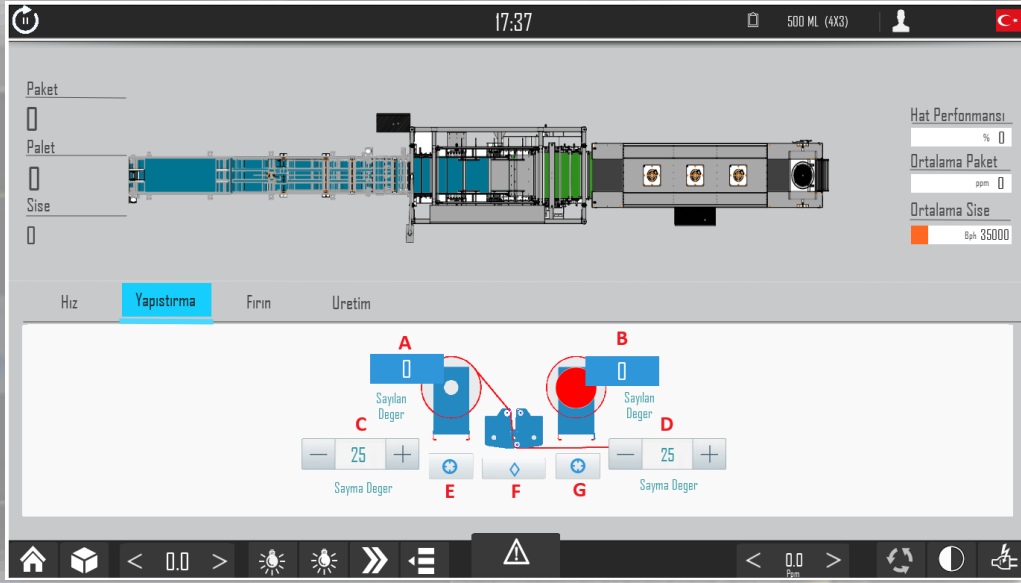 17:37
500 ML (4X3)
Paket
0
Palet
0
Sise
0
Hat Perfonması
% 0
Ortalama Paket
ppm 0
Ortalama Sise
Bph 35000
Hız
Yapıstırma
Fırın
Uretim
A
B
0
0
Sayılan
Deger
Sayılan
Deger
C
D
25
25
Sayma Deger
Sayma Deger
E
F
G
< 0.0 >
< 0.0 >
Ppm